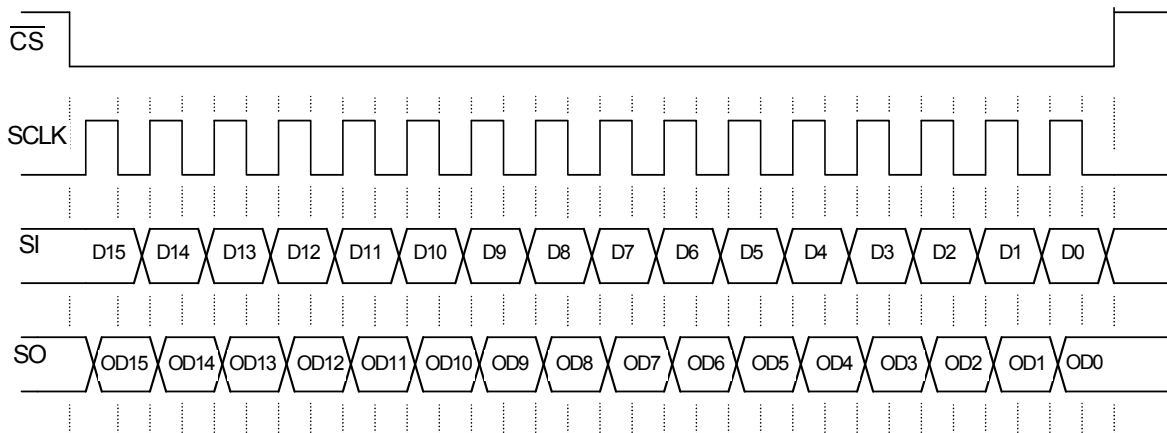 CS
SCLK
SI D15 D14 D13 D12 D11 D10 D9 D8 D7 D6 D5 D4 D3 D2 D1 D0
SO OD15 OD14 OD13 OD12 OD11 OD10 OD9 OD8 OD7 OD6 OD5 OD4 OD3 OD2 OD1 OD0